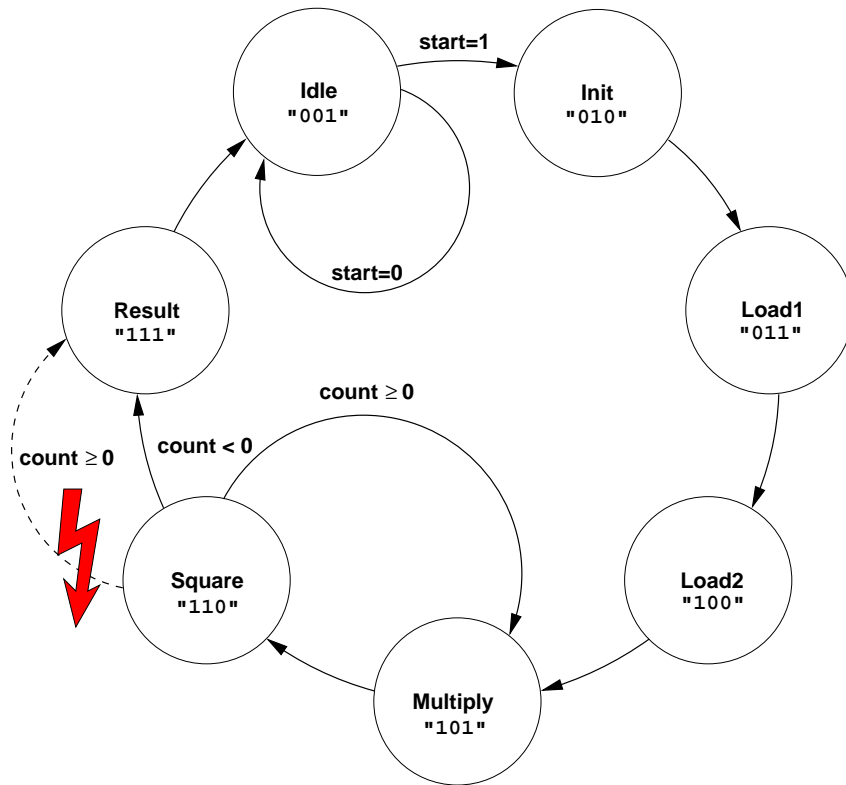 start=1
Idle
"001"
Init
"010"
start=0
Result
"111"
Load1
"011"
count ≥ 0
count < 0
count ≥ 0
Square
"110"
Load2
"100"
Multiply
"101"